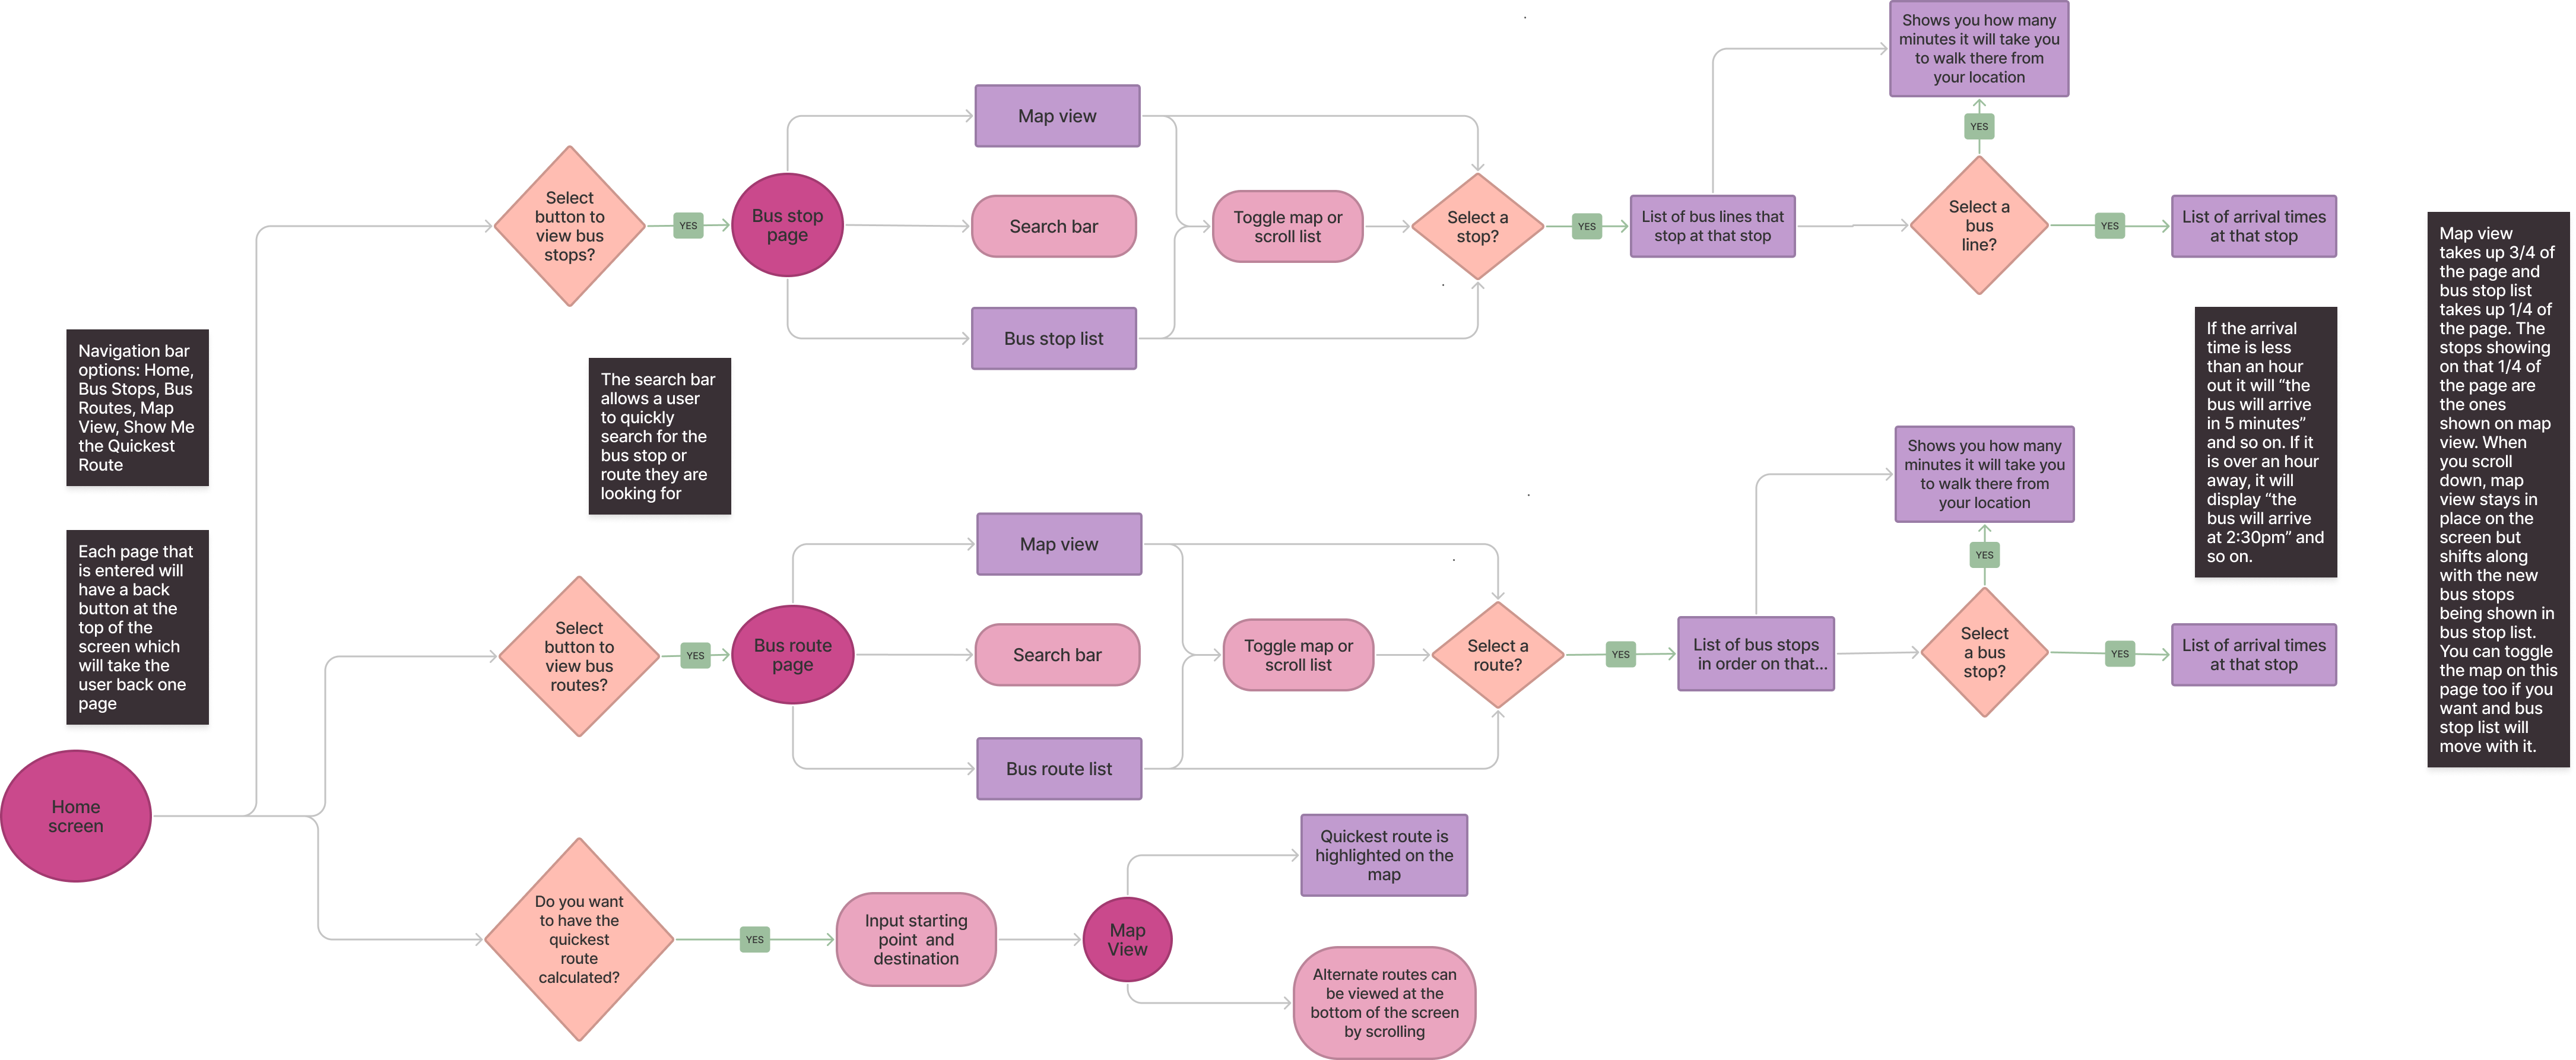 Shows you how many
minutes it will take you
to walk there from
your location
YES
Map view
Select
button to
view bus
stops?
YES
Bus stop
page
Search bar
Toggle map or
scroll list
Select a
stop?
YES
List of bus lines that
stop at that stop
Select a
bus
line?
YES
List of arrival times
at that stop
Bus stop list
Map view
takes up 3/4 of
the page and
bus stop list
takes up 1/4 of
the page. The
stops showing
on that 1/4 of
the page are
the ones
shown on map
view. When
you scroll
down, map
view stays in
place on the
screen but
shifts along
with the new
bus stops
being shown in
bus stop list.
You can toggle
the map on this
page too if you
want and bus
stop list will
move with it.
If the arrival
time is less
than an hour
out it will “the
bus will arrive
in 5 minutes”
and so on. If it
is over an hour
away, it will
display “the
bus will arrive
at 2:30pm” and
so on.
Navigation bar
options: Home,
Bus Stops, Bus
Routes, Map
View, Show Me
the Quickest
Route
The search bar
allows a user
to quickly
search for the
bus stop or
route they are
looking for
Each page that
is entered will
have a back
button at the
top of the
screen which
will take the
user back one
page
Shows you how many
minutes it will take you
to walk there from
your location
YES
Map view
Select
button to
view bus
routes?
YES
Bus route
page
Search bar
Toggle map or
scroll list
Select a
route?
YES
List of bus stops
in order on that...
Select
a bus
stop?
YES
List of arrival times
at that stop
Bus route list
Home
screen
Do you want
to have the
quickest
route
calculated?
YES
Input starting
point and
destination
Map
View
Quickest route is
highlighted on the
map
Alternate routes can
be viewed at the
bottom of the screen
by scrolling